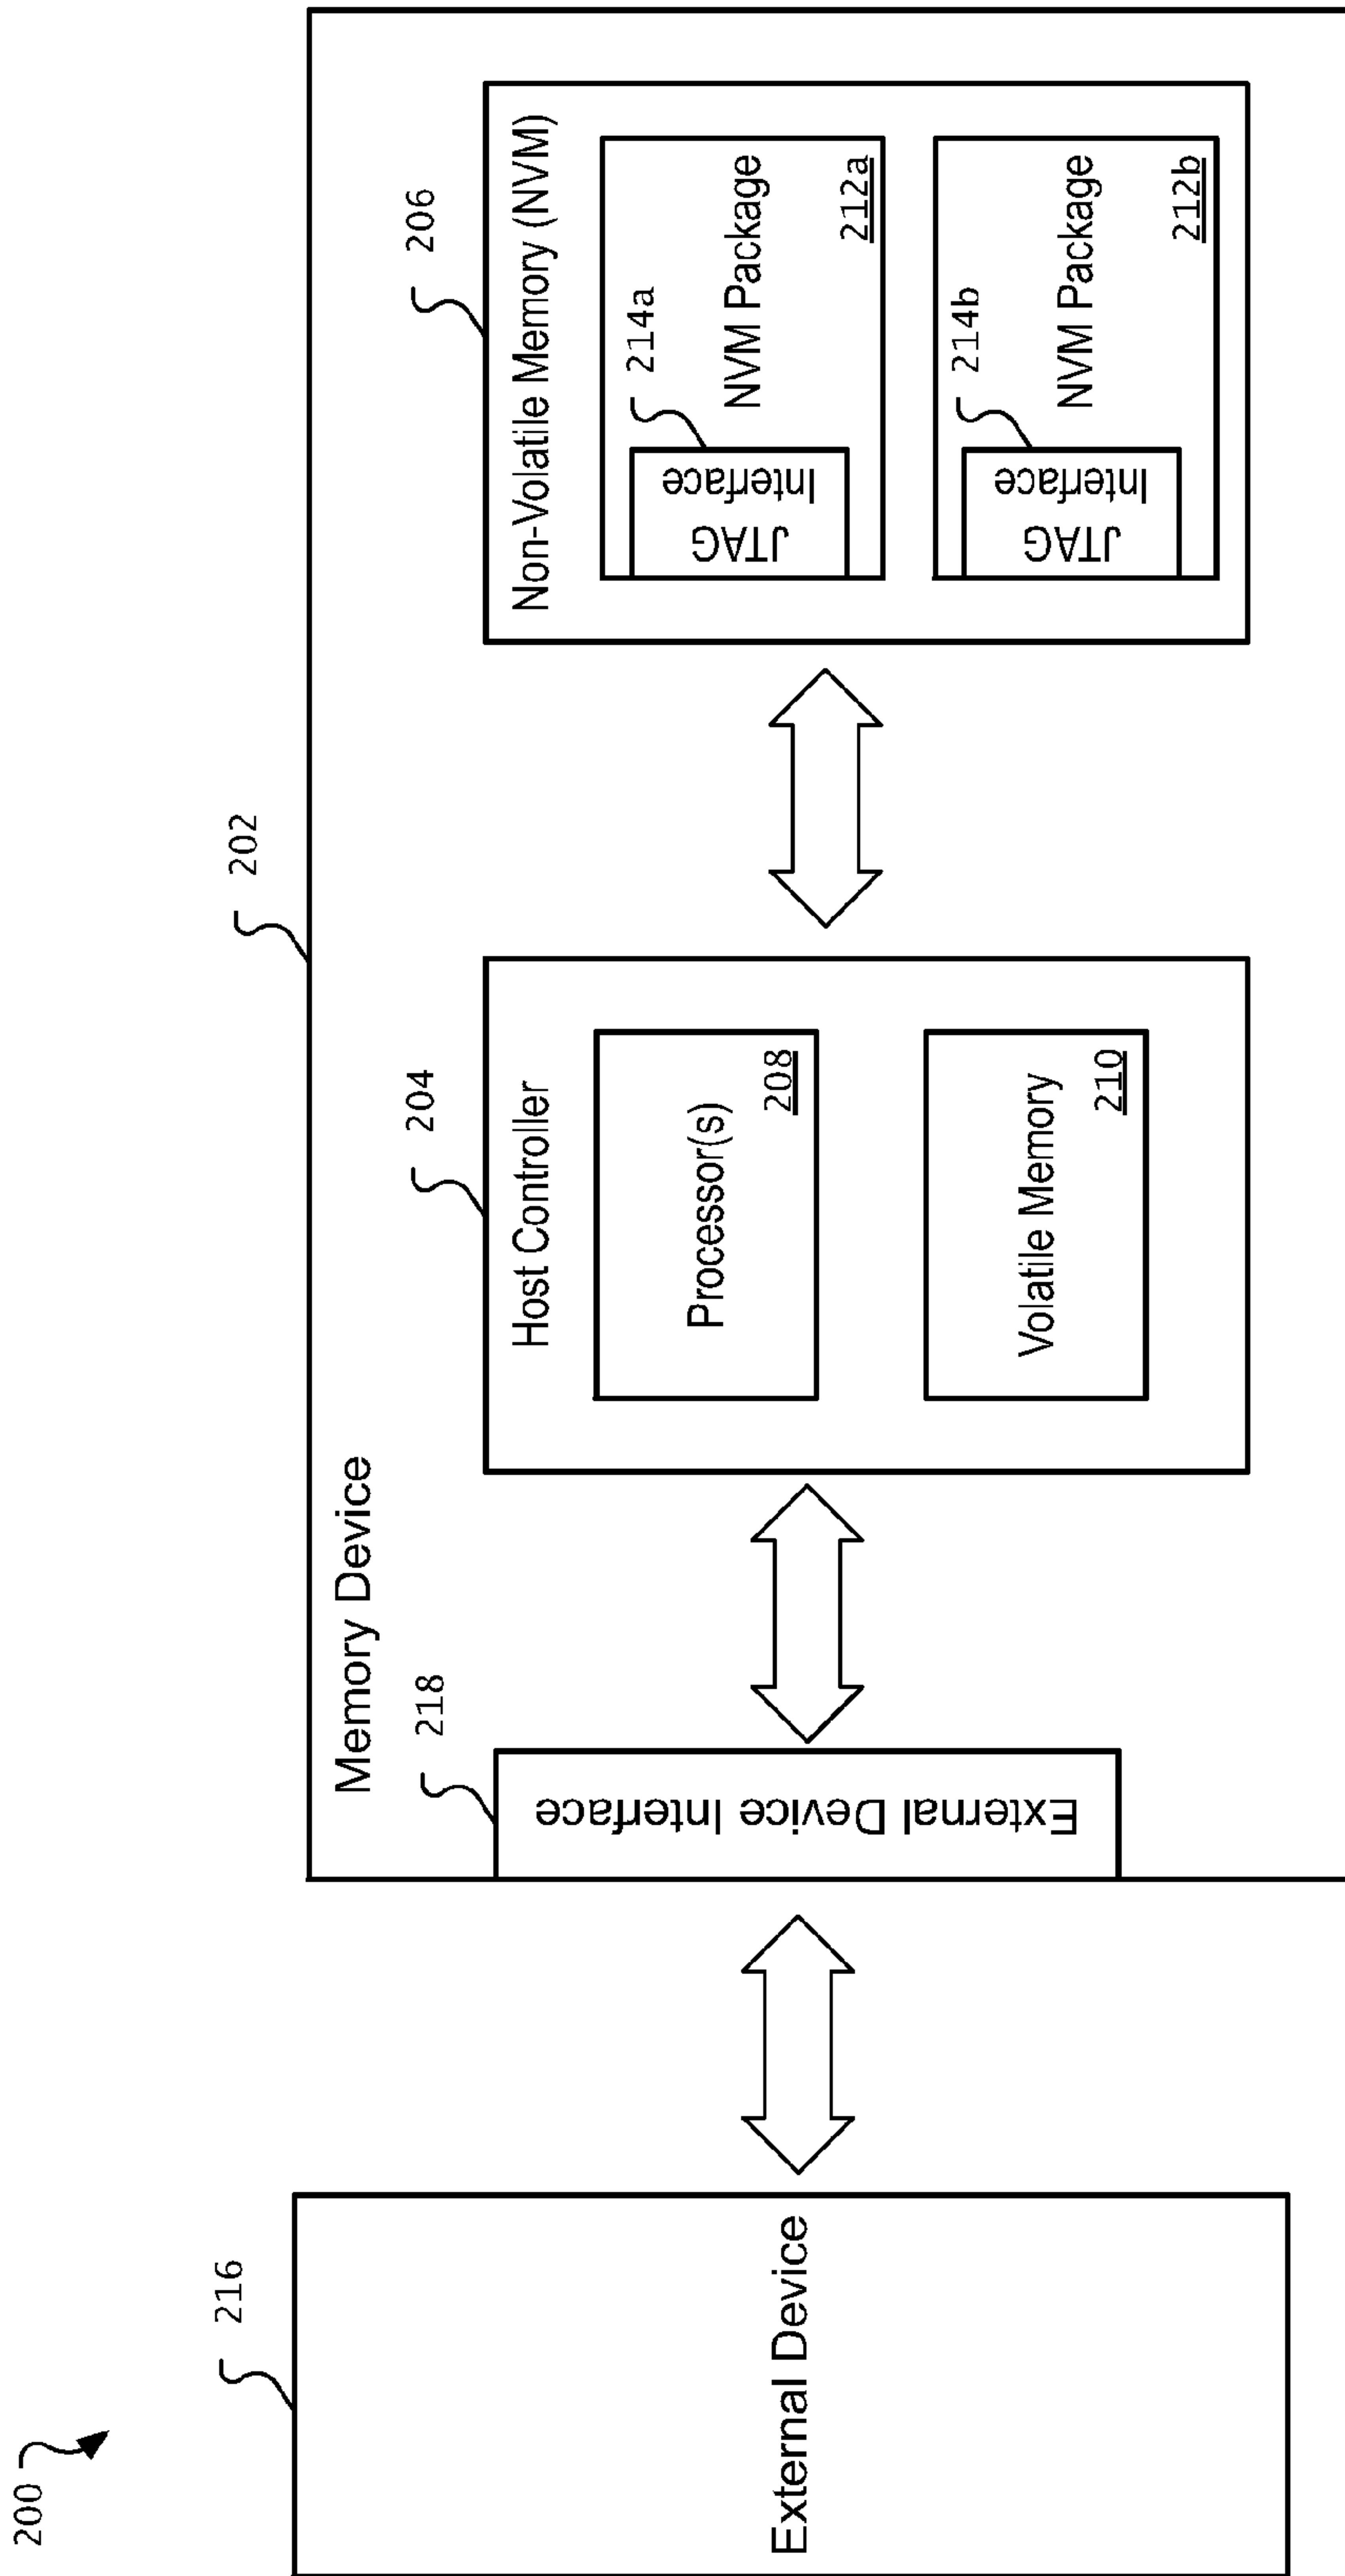 200
216
External Device
202
Memory Device
218
External Device Interface
204
Host Controller
Processor(s)
208
Volatile Memory
210
206
Non-Volatile Memory (NVM)
214a
JTAG
Interface
NVM Package
212a
214b
JTAG
Interface
NVM Package
212b